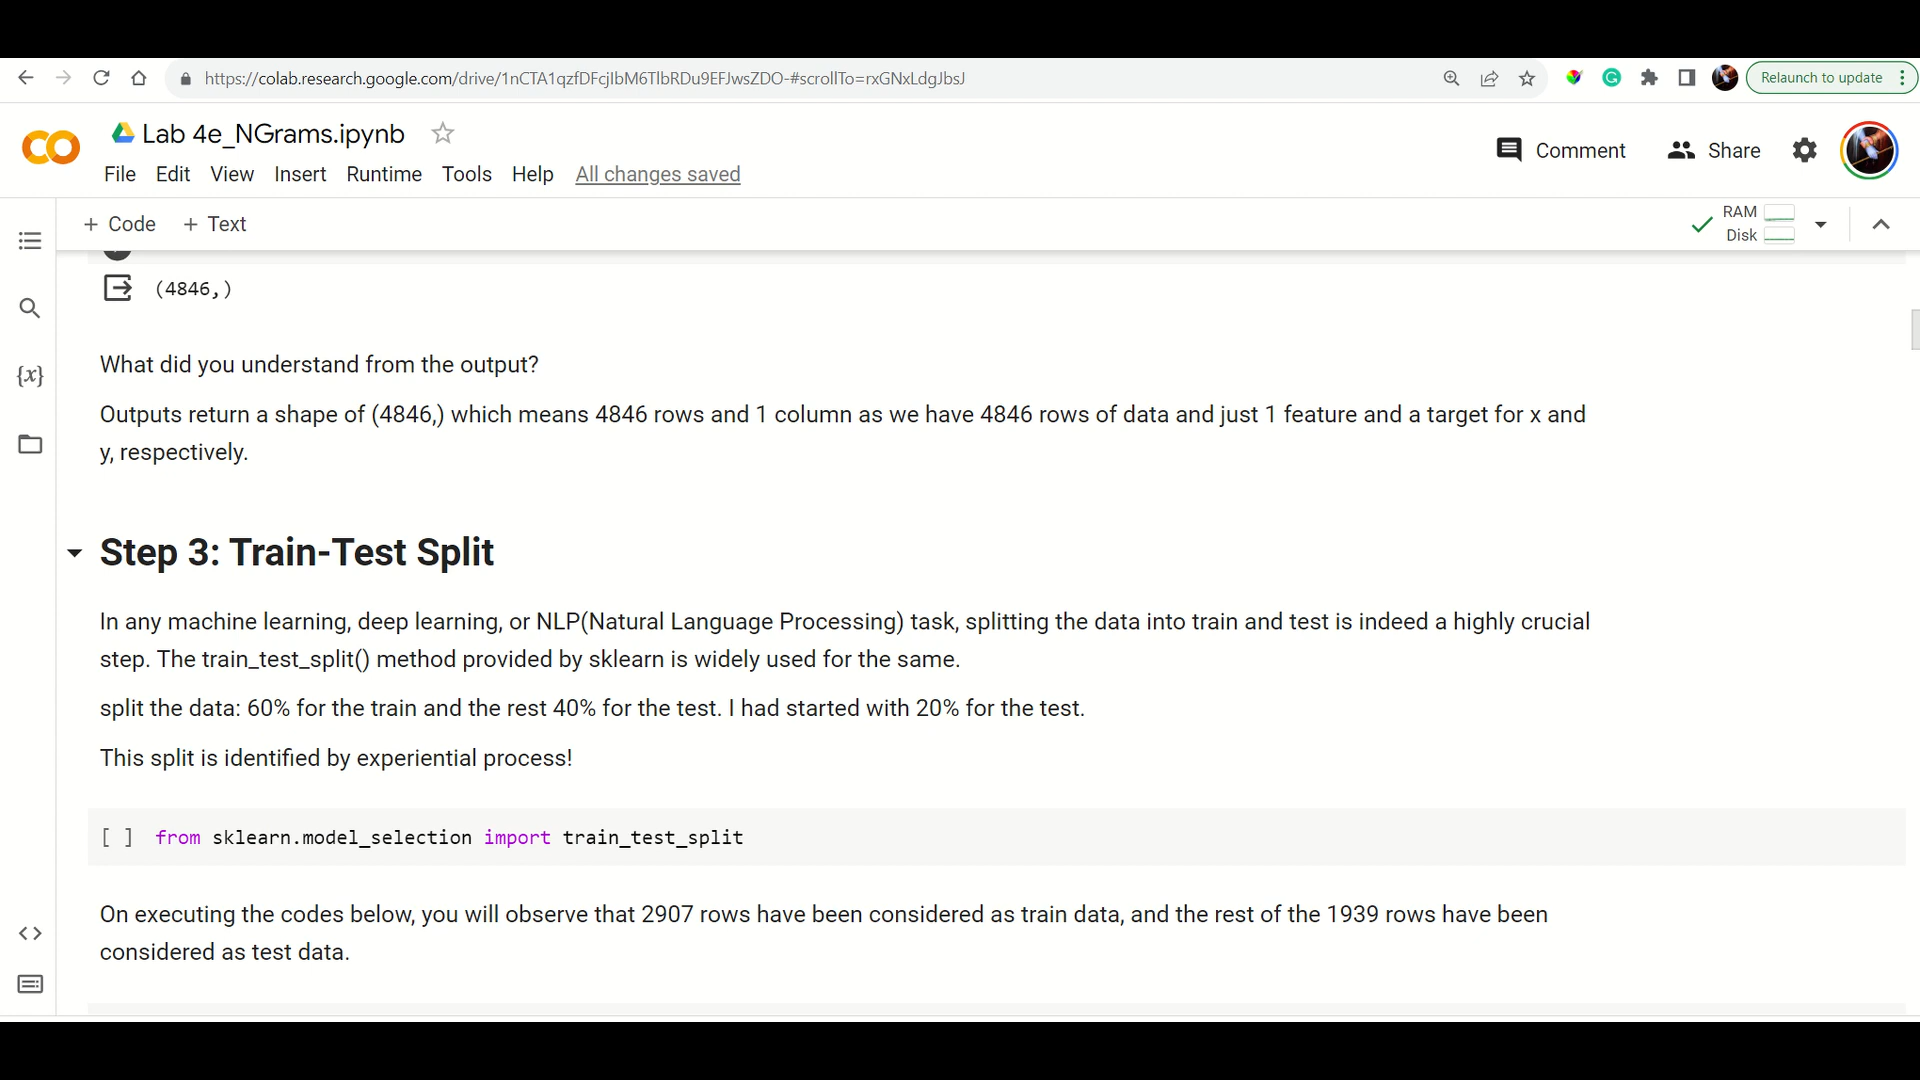 https://colab.research.google.com/drive/1nCTA1qzfDFcjIbM6TlbRDu9EFJwsZDO-#scrollTo=rxGNxLdgJbsJ
Relaunch to update
Lab 4e_NGrams.ipynb
File Edit View Insert Runtime Tools Help All changes saved
Comment
Share
+ Code + Text
RAM
Disk
(4846,)
What did you understand from the output?
Outputs return a shape of (4846,) which means 4846 rows and 1 column as we have 4846 rows of data and just 1 feature and a target for x and
y, respectively.
Step 3: Train-Test Split
In any machine learning, deep learning, or NLP(Natural Language Processing) task, splitting the data into train and test is indeed a highly crucial
step. The train_test_split() method provided by sklearn is widely used for the same.
split the data: 60% for the train and the rest 40% for the test. I had started with 20% for the test.
This split is identified by experiential process!
[ ] from sklearn.model_selection import train_test_split
On executing the codes below, you will observe that 2907 rows have been considered as train data, and the rest of the 1939 rows have been
considered as test data.